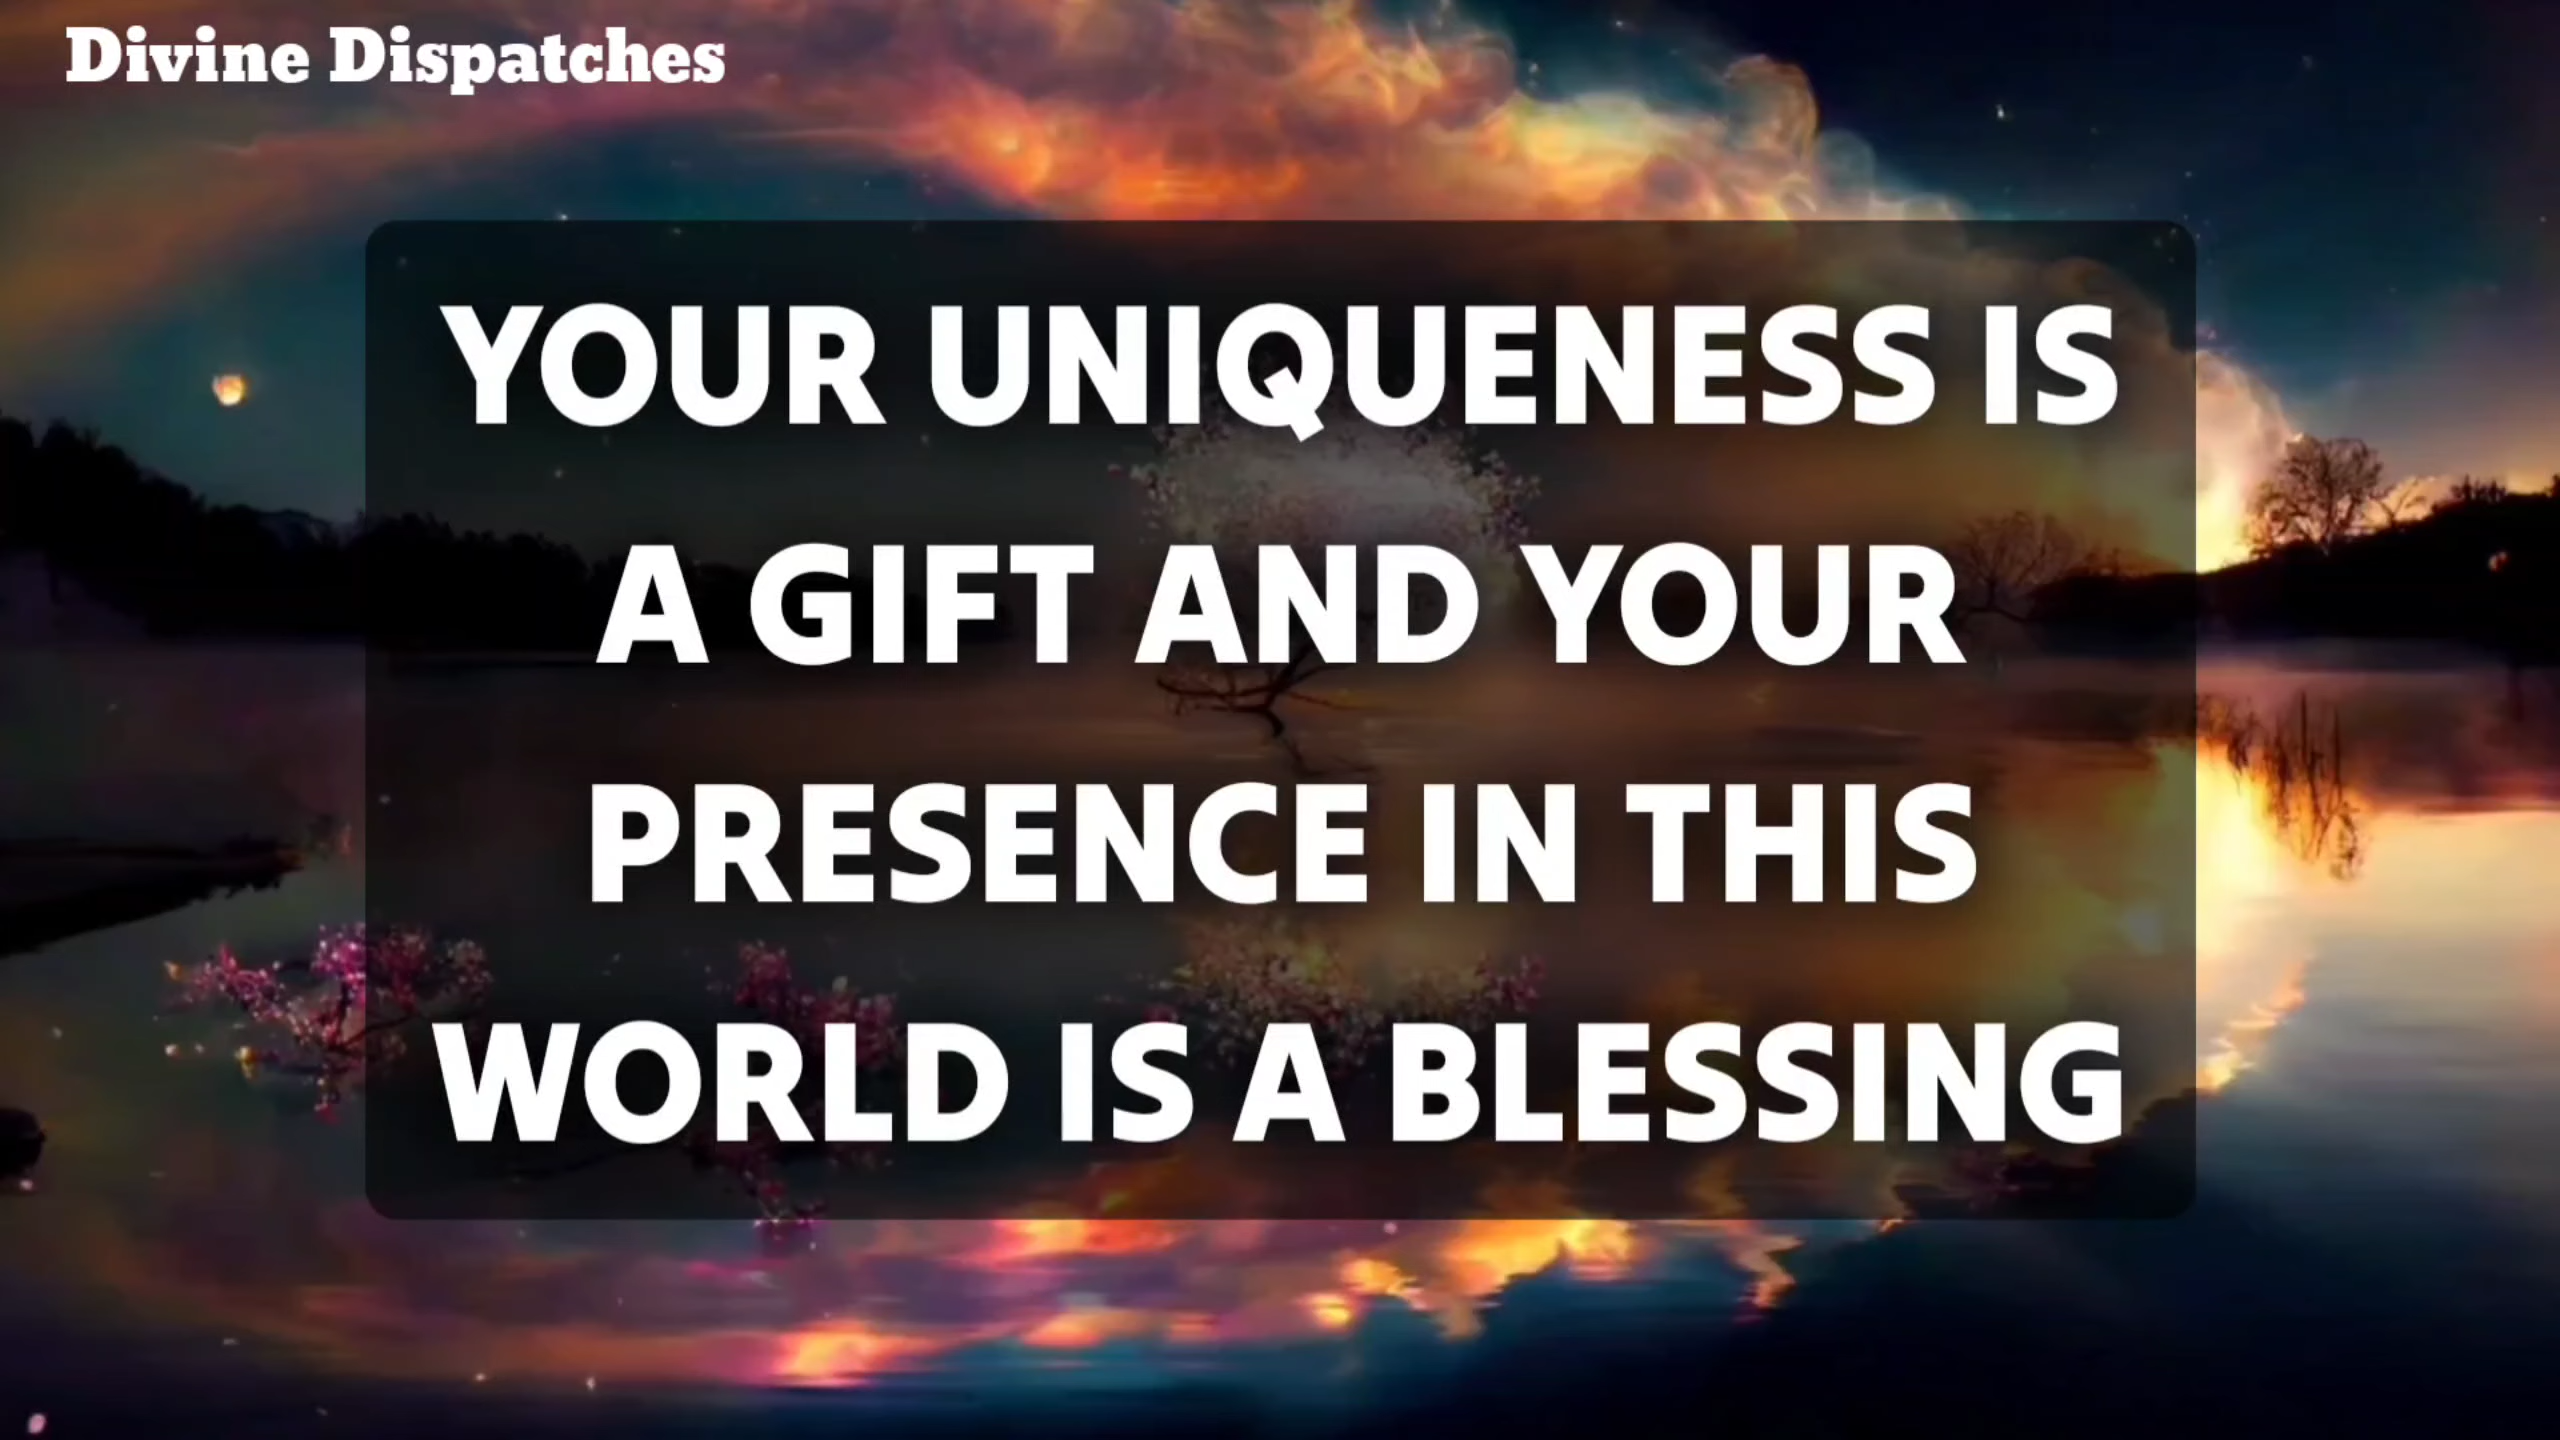 Divine Dispatches
YOUR UNIQUENESS IS
A GIFT AND YOUR
PRESENCE IN THIS
WORLD IS A BLESSING